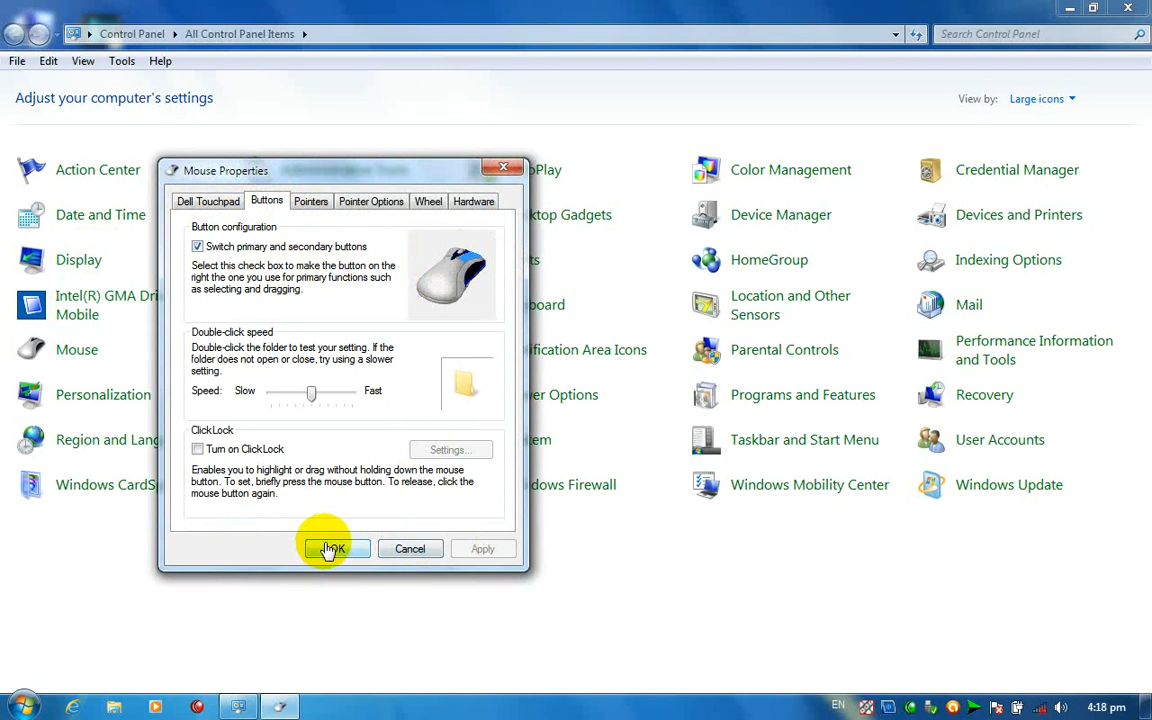 Control Panel
All Control Panel Items
Search Control Panel
File Edit View Tools Help
Adjust your computer's settings
View by: Large icons
Action Center
oPlay
Color Management
Credential Manager
Mouse Properties
Date and Time
ktop Gadgets
Device Manager
Devices and Printers
Dell Touchpad Buttons Pointers Pointer Options Wheel Hardware
Button configuration
Switch primary and secondary buttons
Select this check box to make the button on the
right the one you use for primary functions such
as selecting and dragging.
Display
ts
HomeGroup
Indexing Options
Intel(R) GMA Dri
Mobile
board
Location and Other
Sensors
Mail
Double-click speed
Double-click the folder to test your setting. If the
folder does not open or close, try using a slower
setting.
Speed: Slow Fast
Mouse
ification Area Icons
Parental Controls
Performance Information
and Tools
Personalization
er Options
Programs and Features
Recovery
ClickLock
Turn on ClickLock
Settings...
Enables you to highlight or drag without holding down the mouse
button. To set, briefly press the mouse button. To release, click the
mouse button again.
Region and Lang
tem
Taskbar and Start Menu
User Accounts
Windows CardSp
dows Firewall
Windows Mobility Center
Windows Update
OK Cancel Apply
EN
4:18 pm